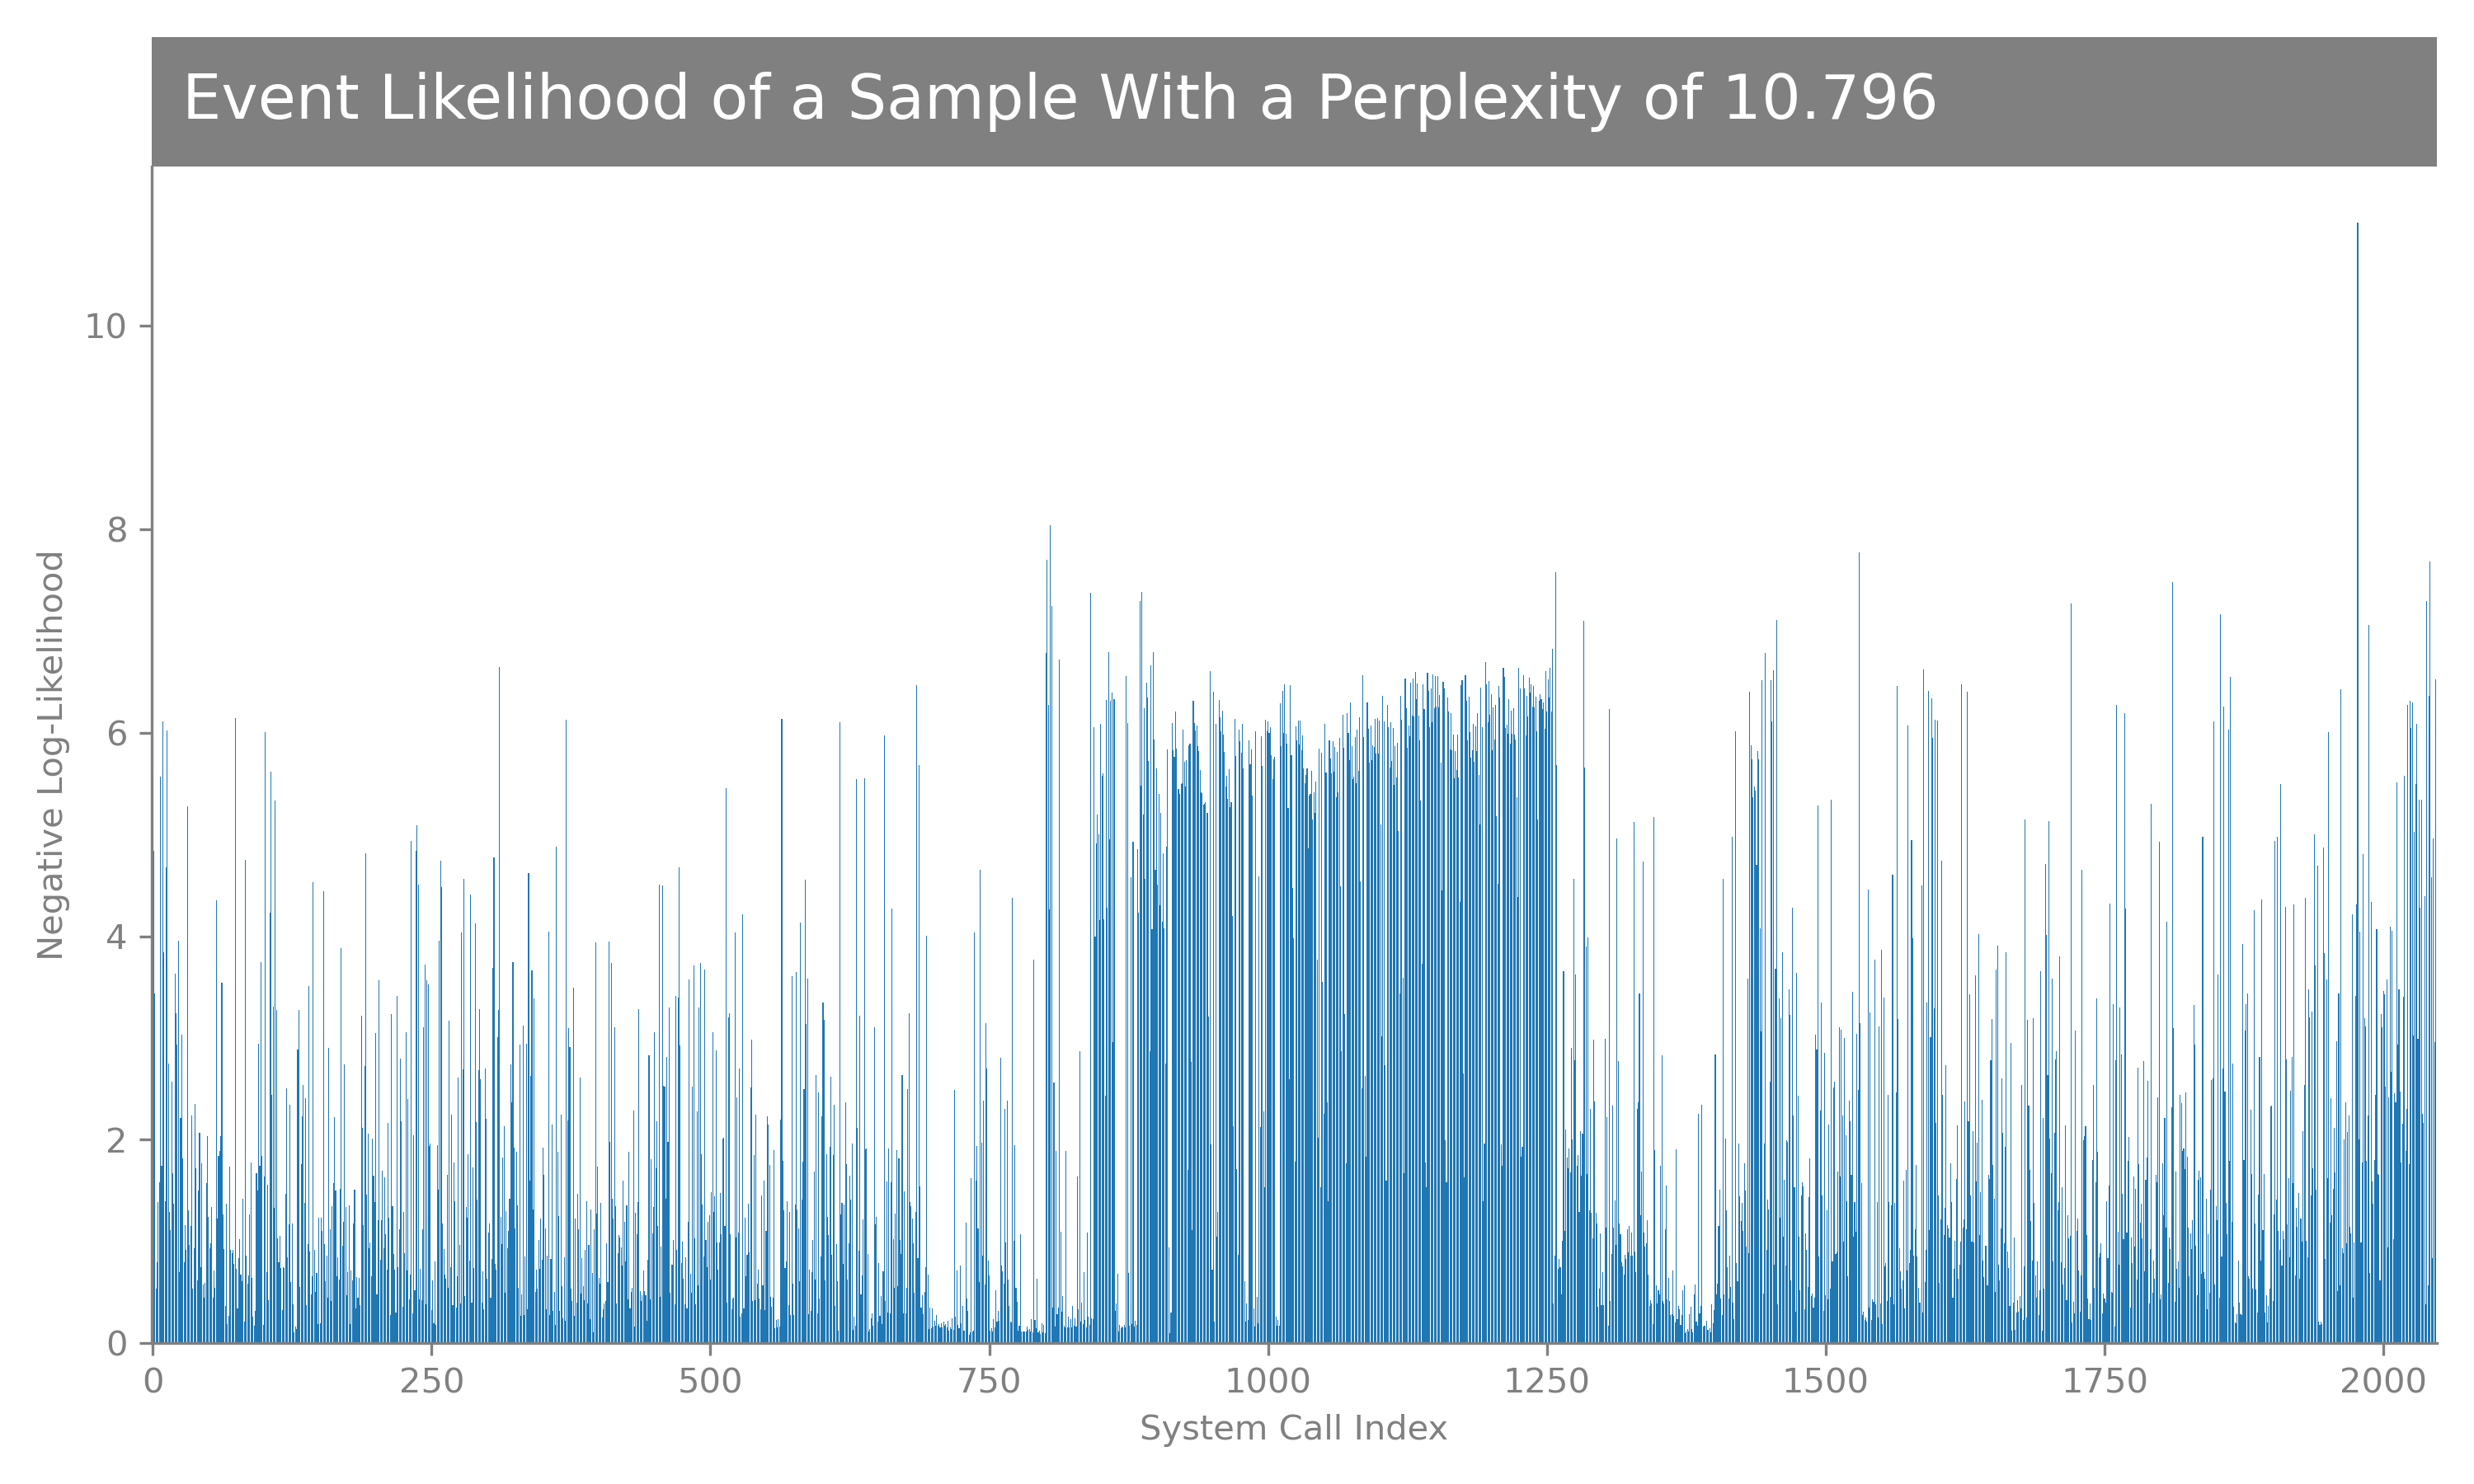 Event Likelihood of a Sample With a Perplexity of 10.796
Negative Log-Likelihood
10
8
6
4
2
0
0 250 500 750 1000 1250 1500 1750 2000
System Call Index